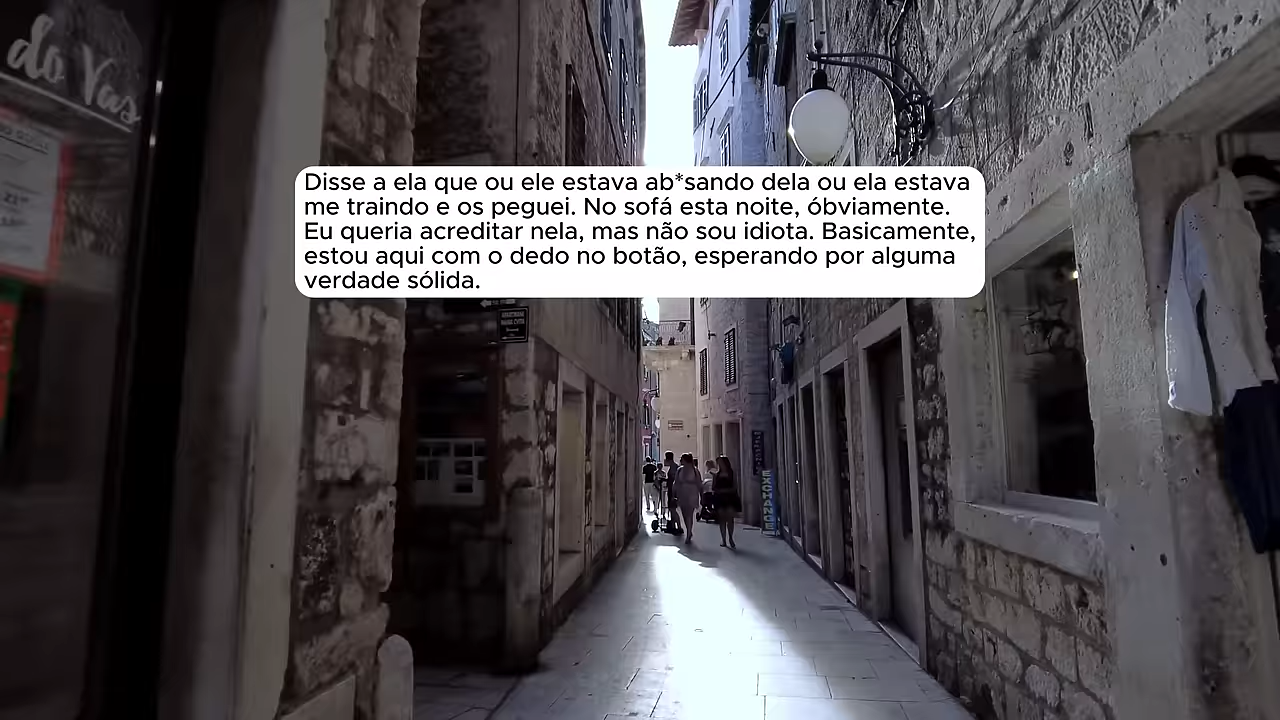 do Vas
Disse a ela que ou ele estava ab*sando dela ou ela estava
me traindo e os peguei. No sofá esta noite, óbviamente.
Eu queria acreditar nela, mas não sou idiota. Basicamente,
estou aqui com o dedo no botão, esperando por alguma
verdade sólida.
EXCHANGE